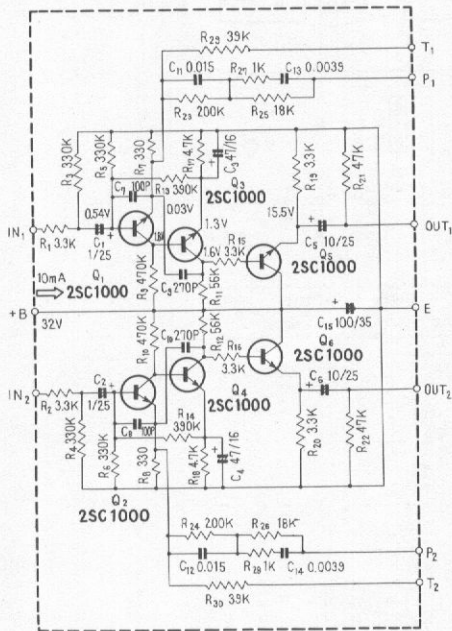 R29 39K
T1
C11 0.015
R27 1K
C13 0.0039
P1
R23 200K
R25 18K
R3 330K
R5 330K
R7 330
R17 4.7K
C3 47/16
R13 390K
C7 100P
Q3
2SC1000
R19 3.3K
R21 47K
0.54V
0.03V
1.3V
15.5V
IN1
R1 3.3K
C1
1/25
1.6V
R15
3.3K
C5
10/25
OUT1
10mA
Q1
2SC1000
R9 470K
C9 270P
R11 56K
Q5
2SC1000
+B
32V
C15 100/35
E
R10 470K
C10 270P
R12 56K
R16
3.3K
Q6
2SC1000
IN2
R2 3.3K
C2
1/25
Q4
2SC1000
C6
10/25
OUT2
R4 330K
R6 330K
C8 100P
R8 330
R14
390K
R18 4.7K
C4 47/16
R20 3.3K
R22 47K
Q2
2SC1000
R24 200K
R26 18K
C12 0.015
R28 1K
C14 0.0039
P2
R30 39K
T2